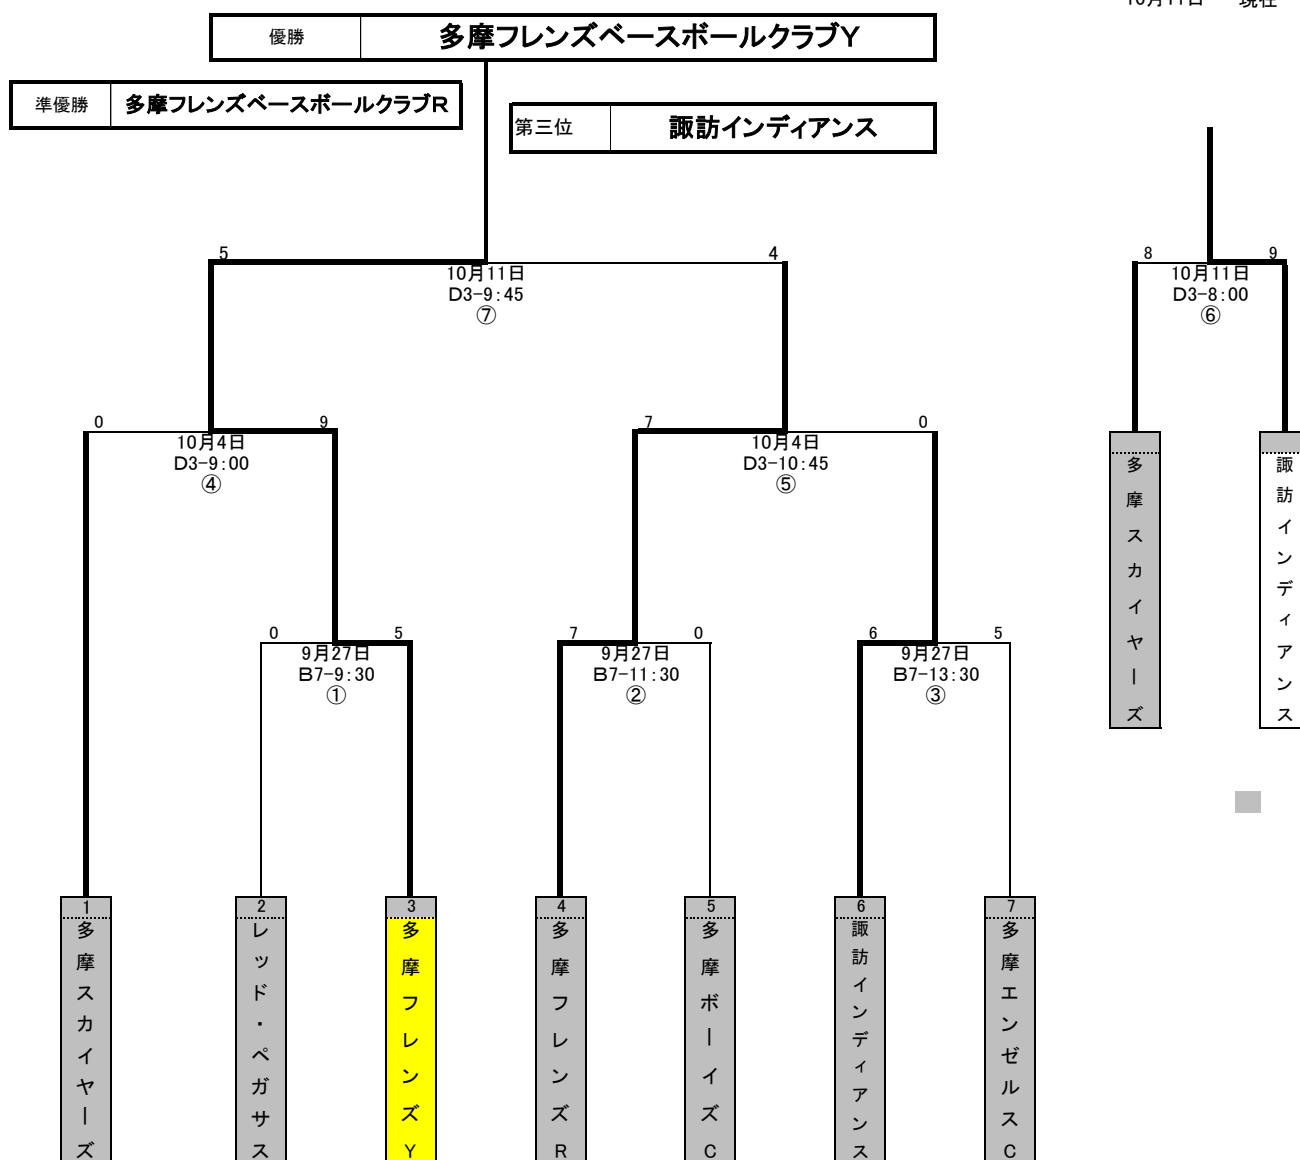 10月11日 現在
優勝 多摩フレンズベースボールクラブY
準優勝 多摩フレンズベースボールクラブR
第三位 諏訪インディアンス
5 4
10月11日
D3-9:45
⑦
8 9
10月11日
D3-8:00
⑥
0 9
10月4日
D3-9:00
④
7 0
10月4日
D3-10:45
⑤
多摩スカイヤーズ
諏訪インディアンス
0 5
9月27日
B7-9:30
①
7 0
9月27日
B7-11:30
②
6 5
9月27日
B7-13:30
③
1
多摩スカイヤーズ
2
レッド・ペガサス
3
多摩フレンズY
4
多摩フレンズR
5
多摩ボーイズC
6
諏訪インディアンス
7
多摩エンゼルスC